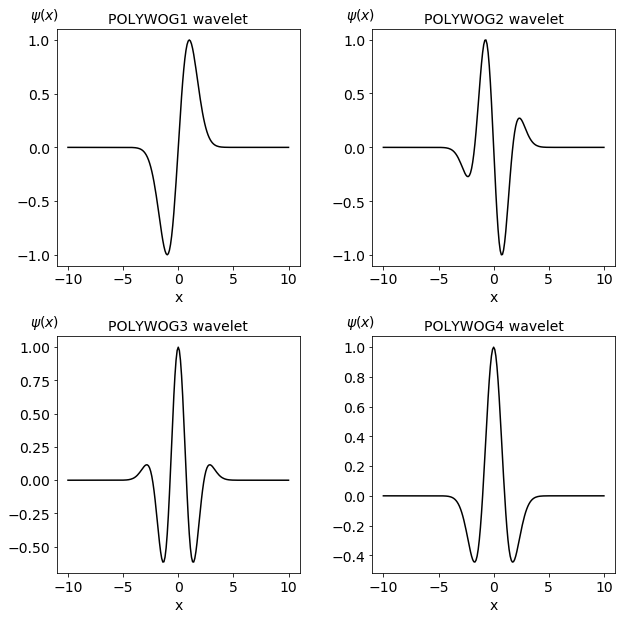 ψ(x)
POLYWOG1 wavelet
1.0
0.5
0.0
−0.5
−1.0
−10 −5 0 5 10
x
ψ(x)
POLYWOG2 wavelet
1.0
0.5
0.0
−0.5
−1.0
−10 −5 0 5 10
x
ψ(x)
POLYWOG3 wavelet
1.00
0.75
0.50
0.25
0.00
−0.25
−0.50
−10 −5 0 5 10
x
ψ(x)
POLYWOG4 wavelet
1.0
0.8
0.6
0.4
0.2
0.0
−0.2
−0.4
−10 −5 0 5 10
x